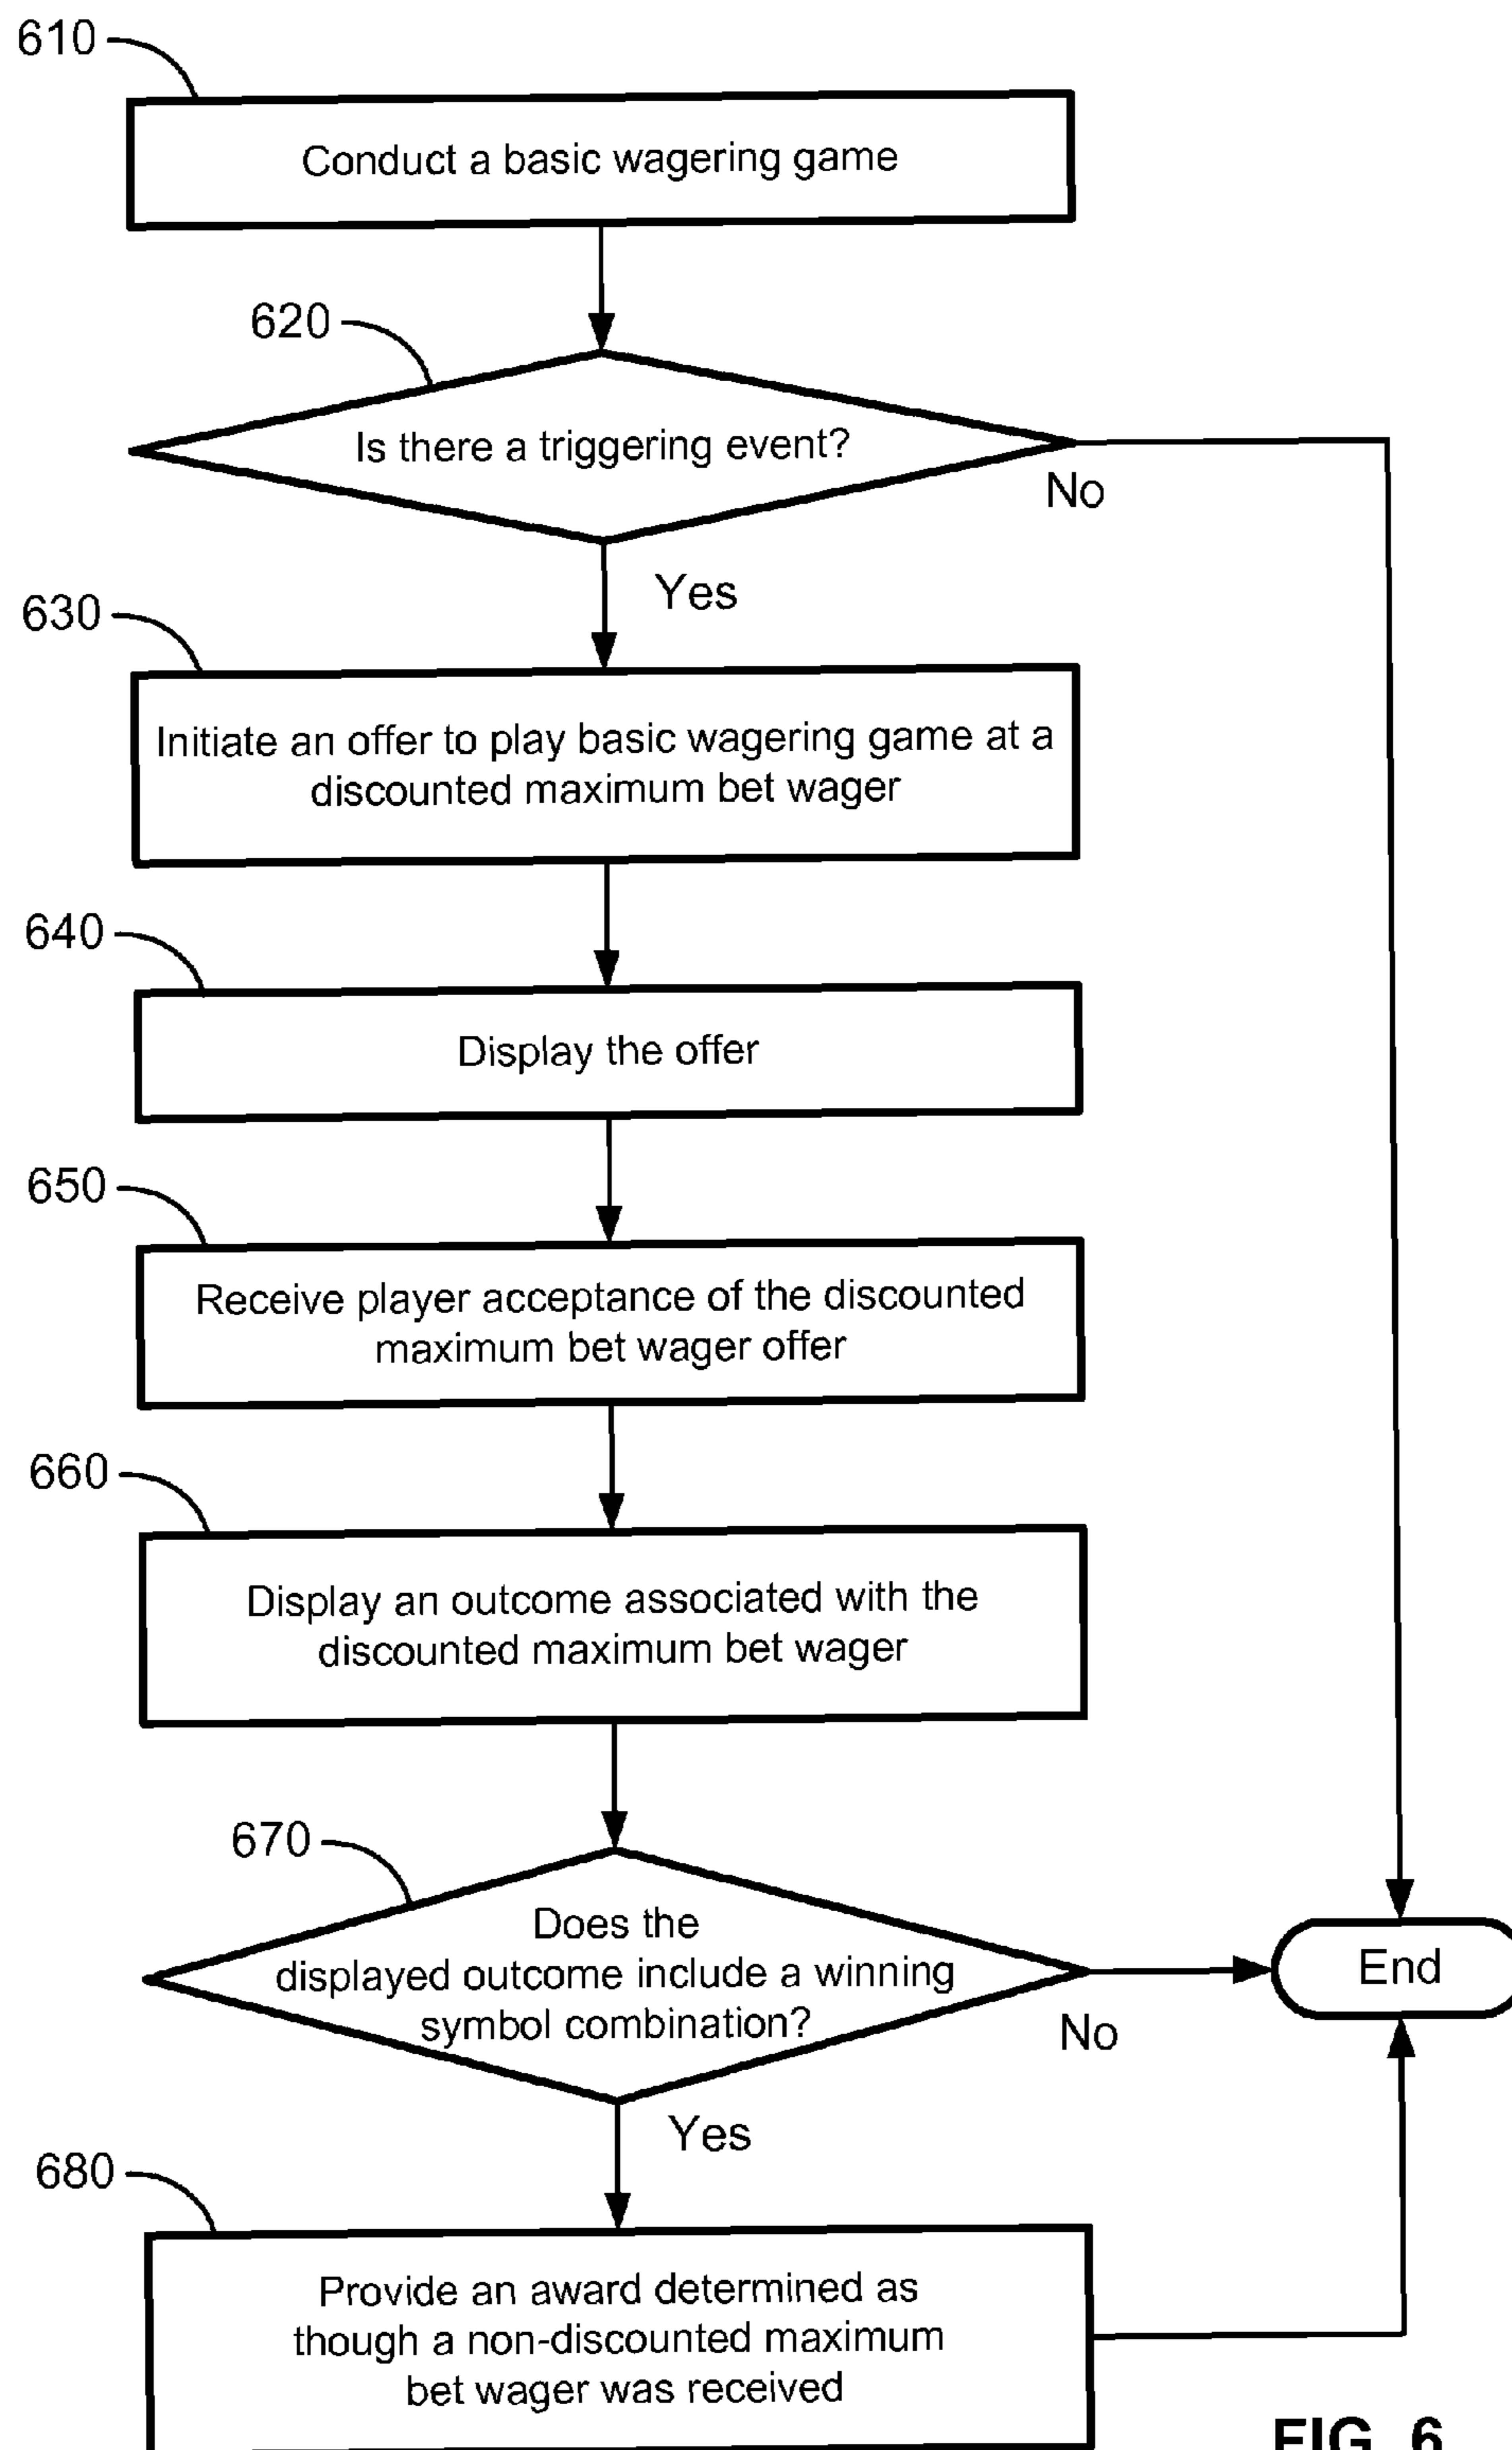 610
Conduct a basic wagering game
620
Is there a triggering event?
No
Yes
630
Initiate an offer to play basic wagering game at a
discounted maximum bet wager
640
Display the offer
650
Receive player acceptance of the discounted
maximum bet wager offer
660
Display an outcome associated with the
discounted maximum bet wager
670
Does the
displayed outcome include a winning
symbol combination?
No
End
Yes
680
Provide an award determined as
though a non-discounted maximum
bet wager was received
FIG. 6